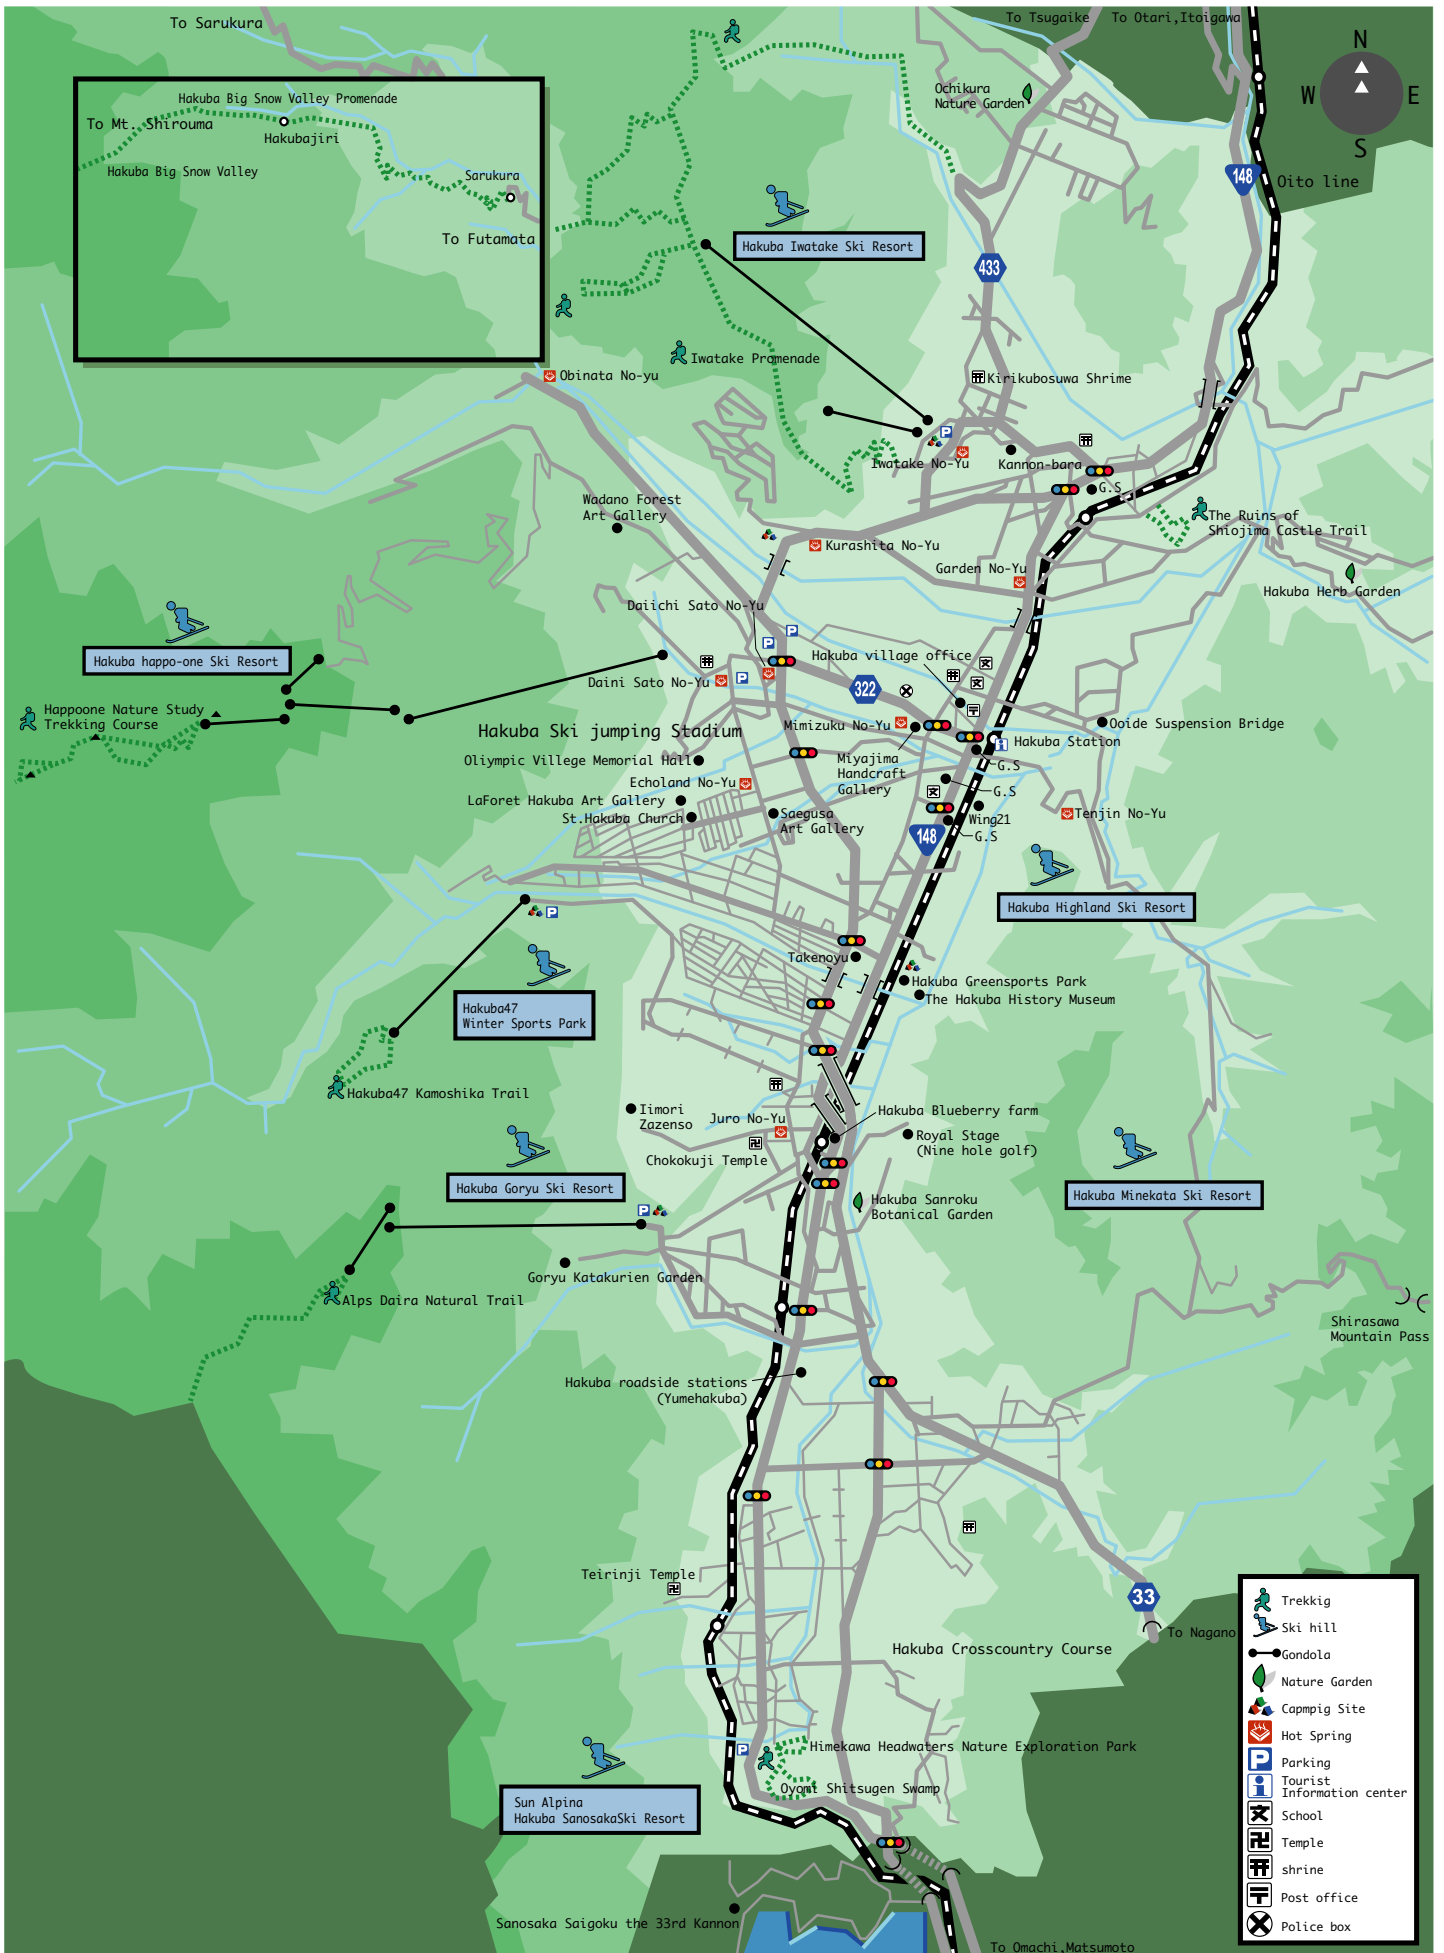 To Sarukura
To Tsugaike
To Otari,Itoigawa
N
W
E
S
Hakuba Big Snow Valley Promenade
To Mt. Shirouma
Hakubajiri
Hakuba Big Snow Valley
Sarukura
To Futamata
Ochikura
Nature Garden
148
Oito line
Hakuba Iwatake Ski Resort
433
Iwatake Promenade
Obinata No-yu
Kirikubosuwa Shrime
Iwatake No-Yu
Kannon-bara
G.S
Wadano Forest
Art Gallery
The Ruins of
Shiojima Castle Trail
Kurashita No-Yu
Garden No-Yu
Hakuba Herb Garden
Daiichi Sato No-Yu
Hakuba happo-one Ski Resort
Hakuba village office
Daini Sato No-Yu
322
Happoone Nature Study
Trekking Course
Mimizuku No-Yu
Ooide Suspension Bridge
Hakuba Ski jumping Stadium
Hakuba Station
Oliympic Villege Memorial Hall
Miyajima
Handcraft
Gallery
G.S
Echoland No-Yu
G.S
LaForet Hakuba Art Gallery
St.Hakuba Church
Saegusa
Art Gallery
Wing21
Tenjin No-Yu
148
G.S
Hakuba Highland Ski Resort
Takenoyu
Hakuba Greensports Park
The Hakuba History Museum
Hakuba47
Winter Sports Park
Hakuba47 Kamoshika Trail
Iimori
Zazenso
Juro No-Yu
Hakuba Blueberry farm
Royal Stage
(Nine hole golf)
Chokokuji Temple
Hakuba Goryu Ski Resort
Hakuba Sanroku
Botanical Garden
Hakuba Minekata Ski Resort
Goryu Katakurien Garden
Alps Daira Natural Trail
Shirasawa
Mountain Pass
Hakuba roadside stations
(Yumehakuba)
Teirinji Temple
33
To Nagano
Hakuba Crosscountry Course
Himekawa Headwaters Nature Exploration Park
Oyomi Shitsugen Swamp
Sun Alpina
Hakuba SanosakaSki Resort
Sanosaka Saigoku the 33rd Kannon
To Omachi,Matsumoto
Trekkig
Ski hill
Gondola
Nature Garden
Capmpig Site
Hot Spring
P
Parking
Tourist
Information center
文
School
卍
Temple
shrine
〒
Post office
Police box